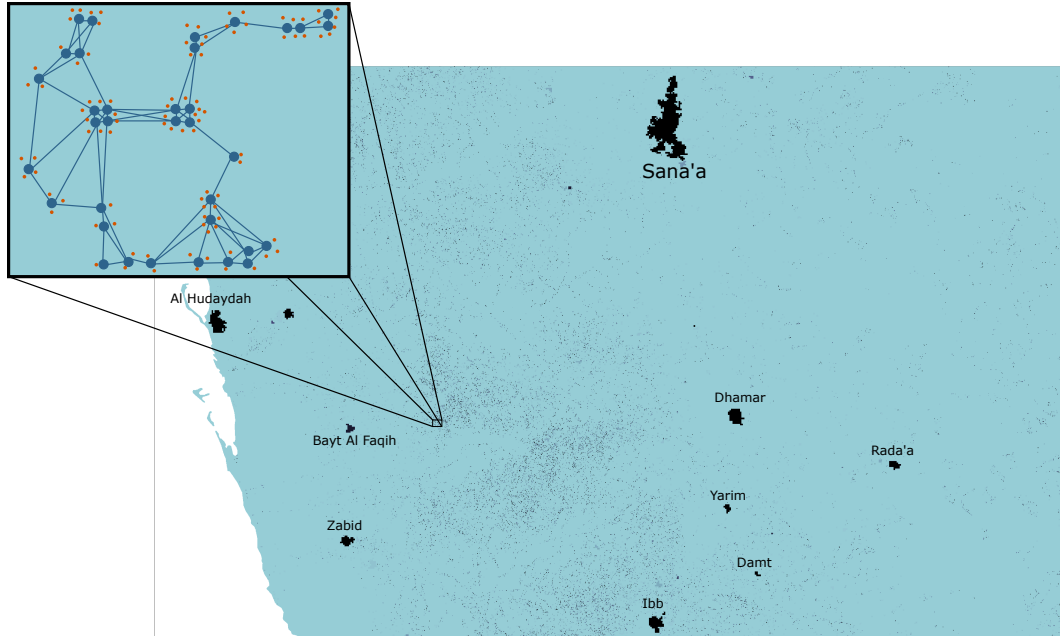 Sana'a
Al Hudaydah
Dhamar
Bayt Al Faqih
Rada'a
Yarim
Zabid
Damt
Ibb